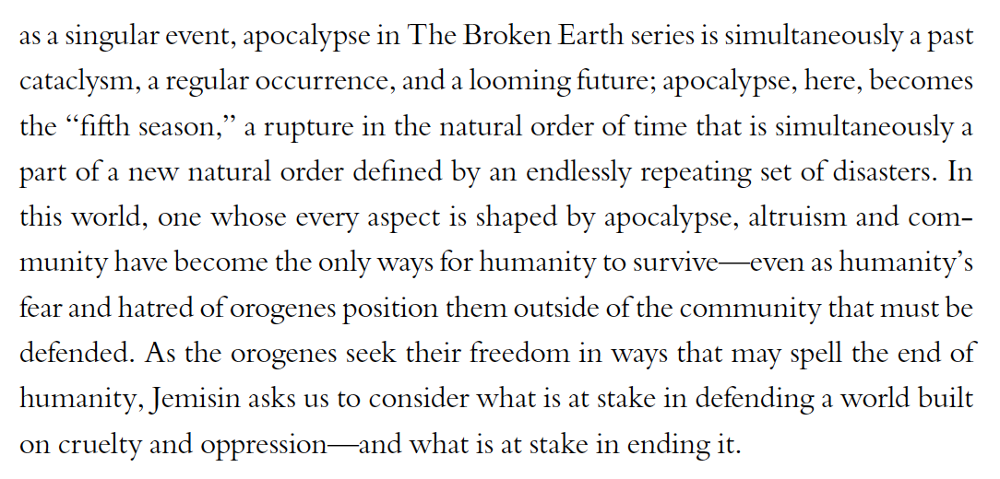 as a singular event, apocalypse in The Broken Earth series is simultaneously a past
cataclysm, a regular occurrence, and a looming future; apocalypse, here, becomes
the “fifth season,” a rupture in the natural order of time that is simultaneously a
part of a new natural order defined by an endlessly repeating set of disasters. In
this world, one whose every aspect is shaped by apocalypse, altruism and com-
munity have become the only ways for humanity to survive—even as humanity’s
fear and hatred of orogenes position them outside of the community that must be
defended. As the orogenes seek their freedom in ways that may spell the end of
humanity, Jemisin asks us to consider what is at stake in defending a world built
on cruelty and oppression—and what is at stake in ending it.